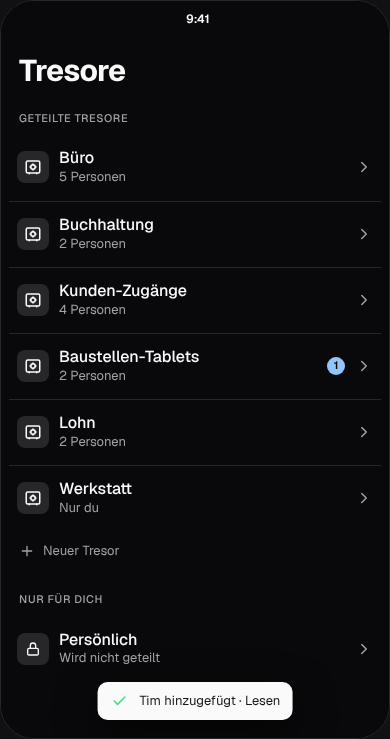 9:41
Tresore
GETEILTE TRESORE
Büro
5 Personen
Buchhaltung
2 Personen
Kunden-Zugänge
4 Personen
Baustellen-Tablets
2 Personen
1
Lohn
2 Personen
Werkstatt
Nur du
Neuer Tresor
NUR FÜR DICH
Persönlich
Wird nicht geteilt
Tim hinzugefügt · Lesen